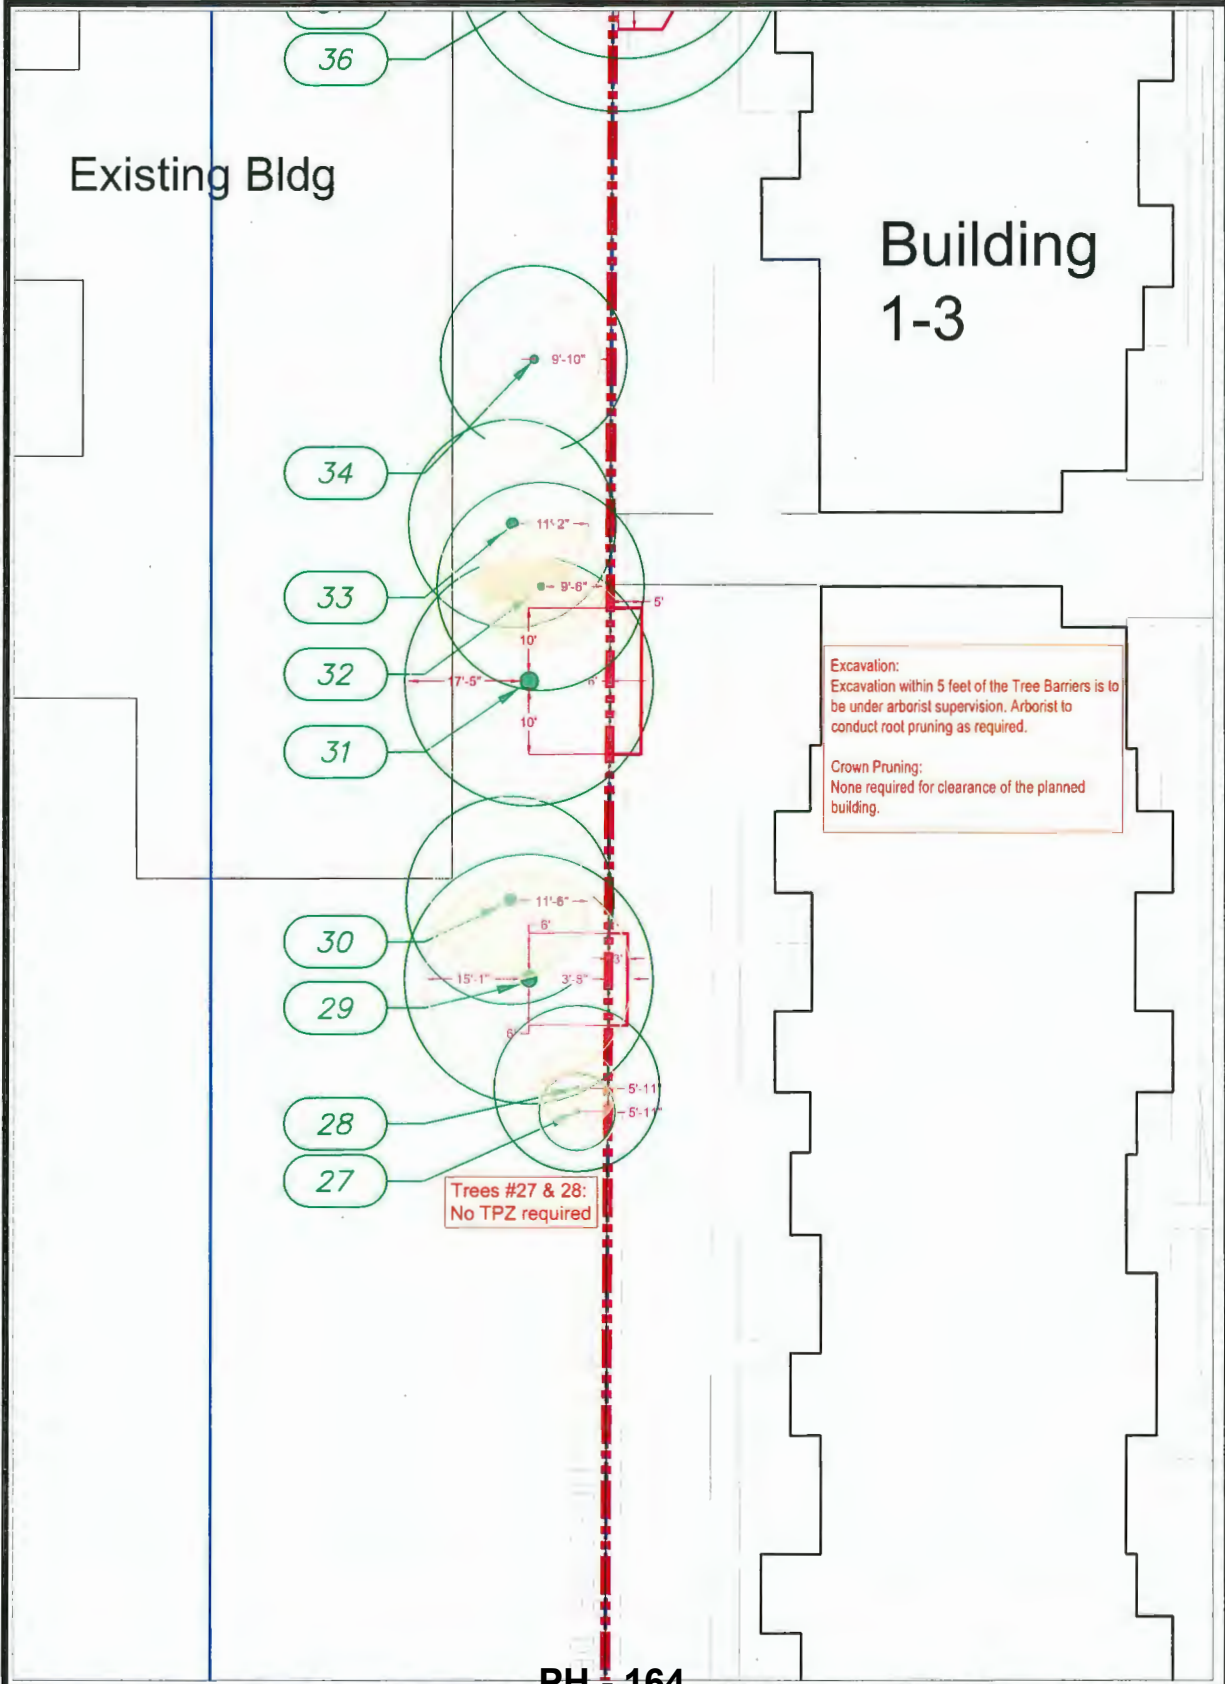 36
Existing Bldg
Building
1-3
9'-10"
34
11'-2"
33
9'-6"
5'
10'
32
17'-5"
6'
31
10'
Excavation:
Excavation within 5 feet of the Tree Barriers is to
be under arborist supervision. Arborist to
conduct root pruning as required.
Crown Pruning:
None required for clearance of the planned
building.
11'-6"
30
6'
3'
15'-1"
3'-5"
29
6'
5'-11"
28
5'-11"
27
Trees #27 & 28:
No TPZ required
PH - 164